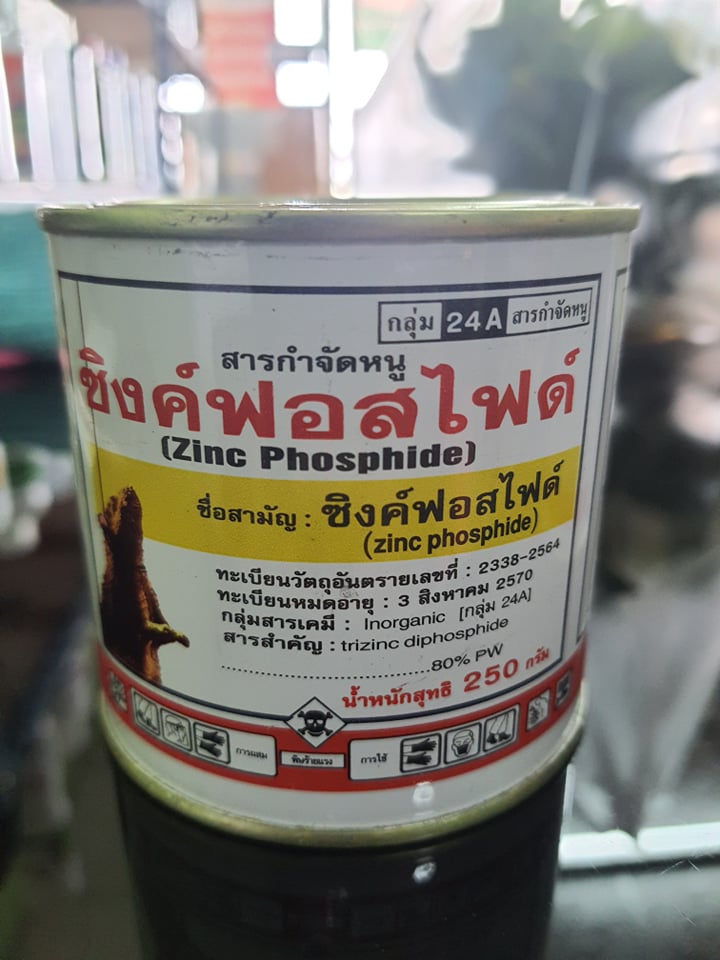 กลุ่ม 24A สารกำจัดหนู
สารกำจัดหนู
ซิงค์ฟอสไฟด์
(Zinc Phosphide)
ชื่อสามัญ : ซิงค์ฟอสไฟด์
(zinc phosphide)
ทะเบียนวัตถุอันตรายเลขที่ : 2338-2564
ทะเบียนหมดอายุ : 3 สิงหาคม 2570
กลุ่มสารเคมี : Inorganic [กลุ่ม 24A]
สารสำคัญ : trizinc diphosphide
..............................80% PW
น้ำหนักสุทธิ 250 กรัม
การผสม พิษร้ายแรง การใช้